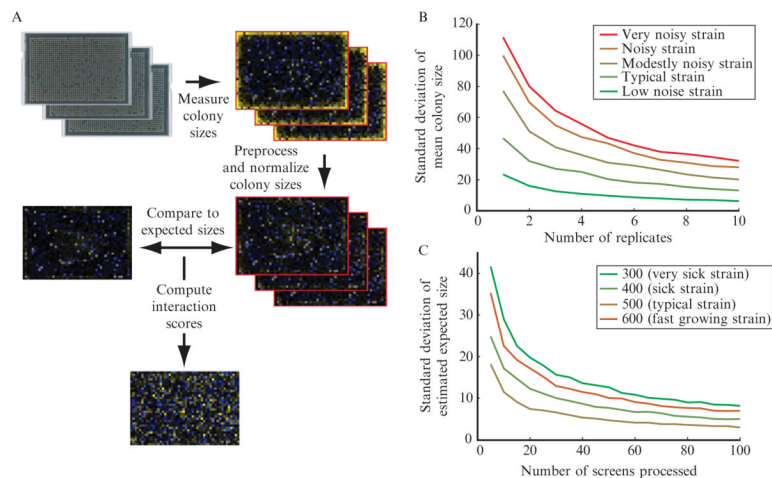 A
Measure
colony
sizes
Preprocess
and normalize
colony sizes
Compare to
expected sizes
Compute
interaction
scores
B
Standard deviation of
mean colony size
120
100
80
60
40
20
0
0
2
4
6
8
10
Number of replicates
Very noisy strain
Noisy strain
Modestly noisy strain
Typical strain
Low noise strain
C
Standard deviation of
estimated expected size
40
30
20
10
0
0
20
40
60
80
100
Number of screens processed
300 (very sick strain)
400 (sick strain)
500 (typical strain)
600 (fast growing strain)